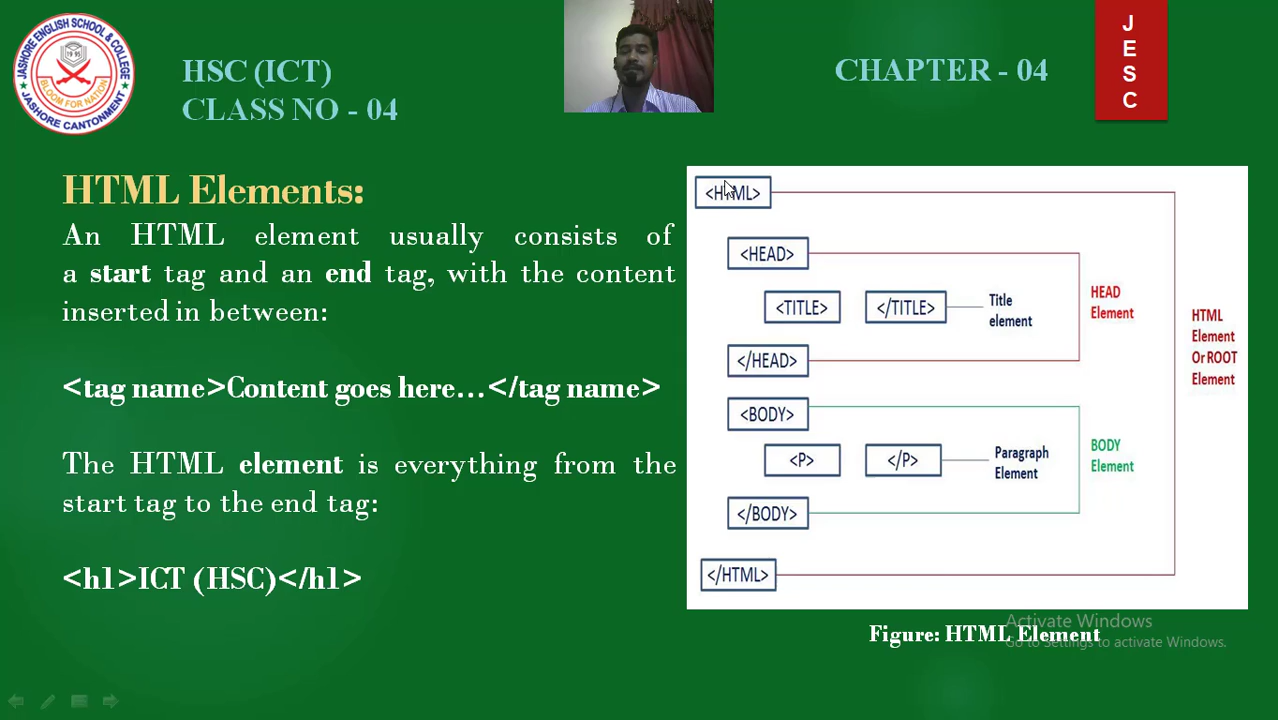 JASHORE ENGLISH SCHOOL & COLLEGE
1995
BLOOM FOR NATION
JASHORE CANTONMENT
HSC (ICT)
CLASS NO - 04
CHAPTER - 04
J
E
S
C
HTML Elements:
An HTML element usually consists of
a start tag and an end tag, with the content
inserted in between:
<tag name>Content goes here...</tag name>
The HTML element is everything from the
start tag to the end tag:
<h1>ICT (HSC)</h1>
<HTML>
<HEAD>
<TITLE> </TITLE>
Title
element
</HEAD>
HEAD
Element
<BODY>
<P> </P>
Paragraph
Element
</BODY>
BODY
Element
</HTML>
HTML
Element
Or ROOT
Element
Figure: HTML Element
Activate Windows
Go to Settings to activate Windows.